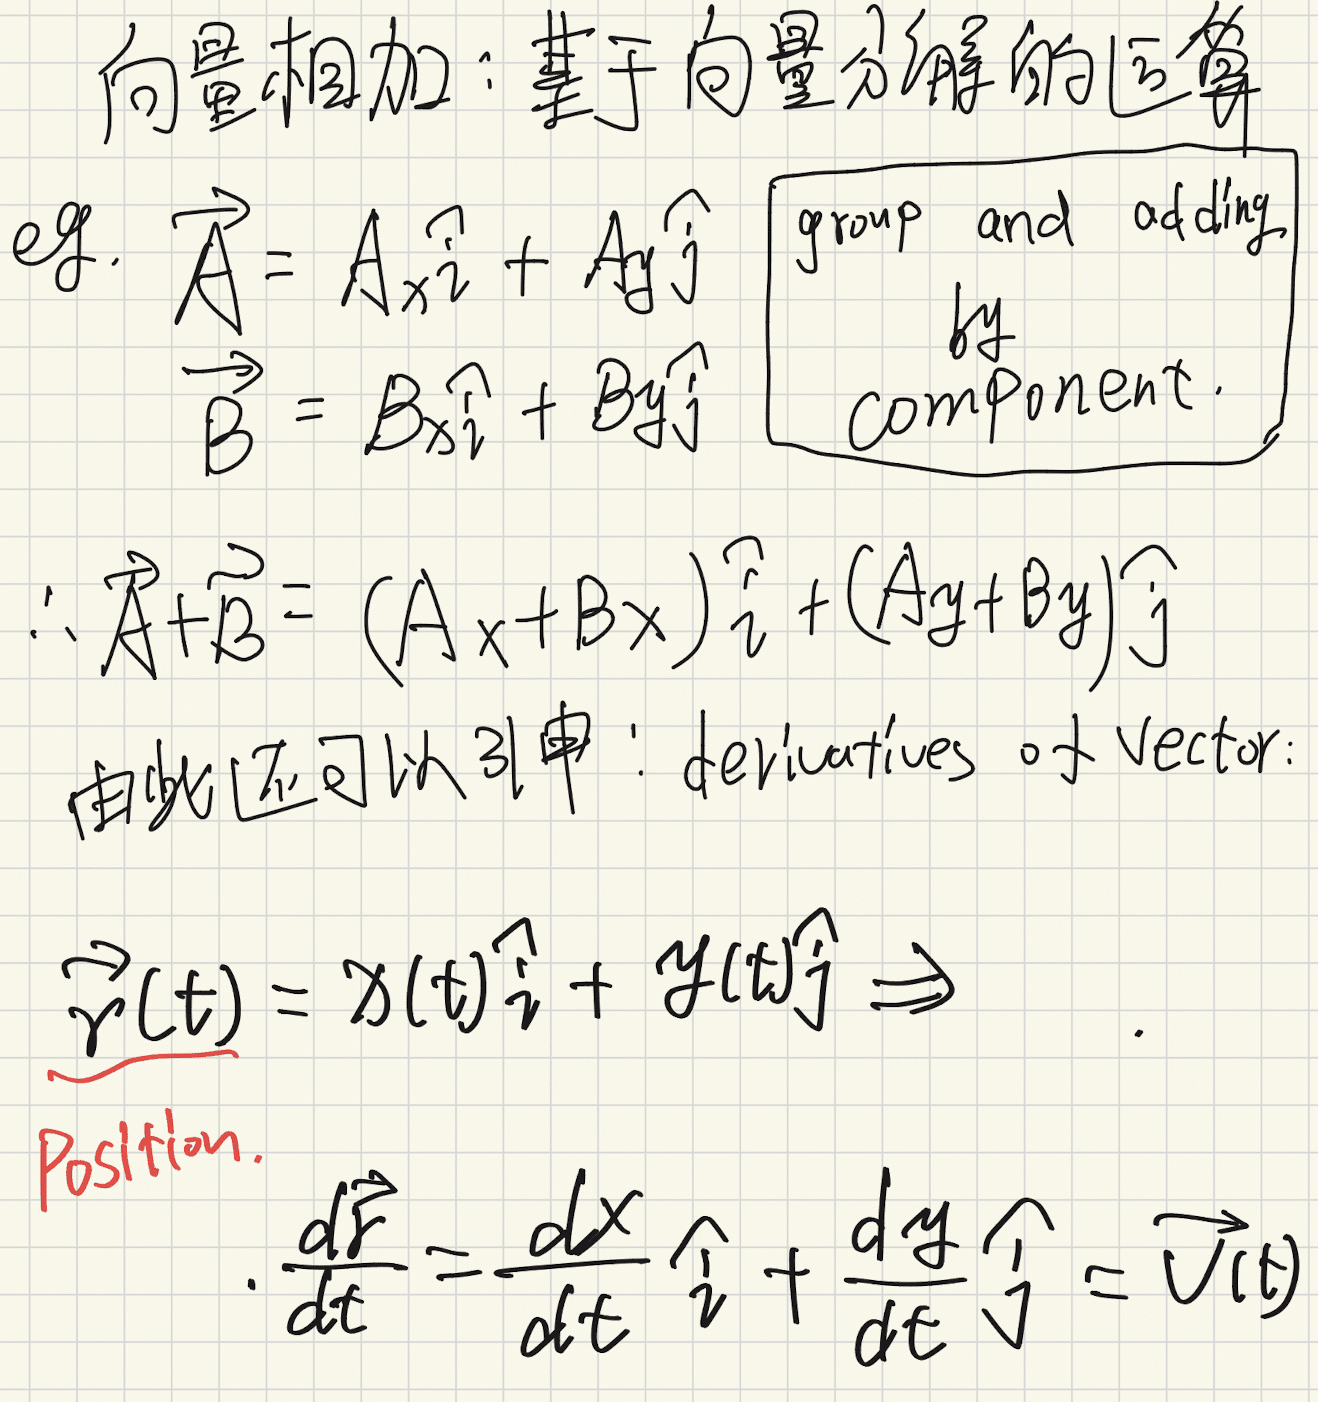 向量相加：基于向量分解的运算
eg. $\vec{A} = A_x\hat{i} + A_y\hat{j}$
$\vec{B} = B_x\hat{i} + B_y\hat{j}$
group and adding
by
component.
∴ $\vec{A}+\vec{B} = (A_x+B_x)\hat{i} + (A_y+B_y)\hat{j}$
由此还可以引申：derivatives of vector:
$\vec{r}(t) = x(t)\hat{i} + y(t)\hat{j} \Rightarrow$
Position.
$\frac{d\vec{r}}{dt} = \frac{dx}{dt}\hat{i} + \frac{dy}{dt}\hat{j} = \vec{v}(t)$